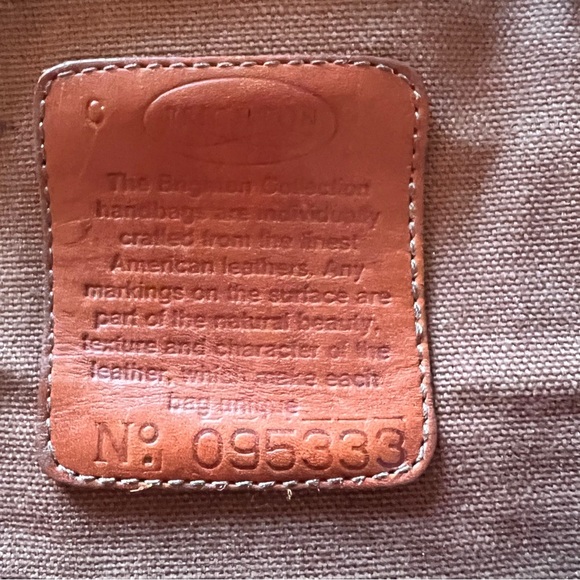 BRIGHTON
The Brighton Collection
handbags are individually
crafted from the finest
American leathers. Any
markings on the surface are
part of the natural beauty,
texture and character of the
leather, which make each
bag unique
No: 095333